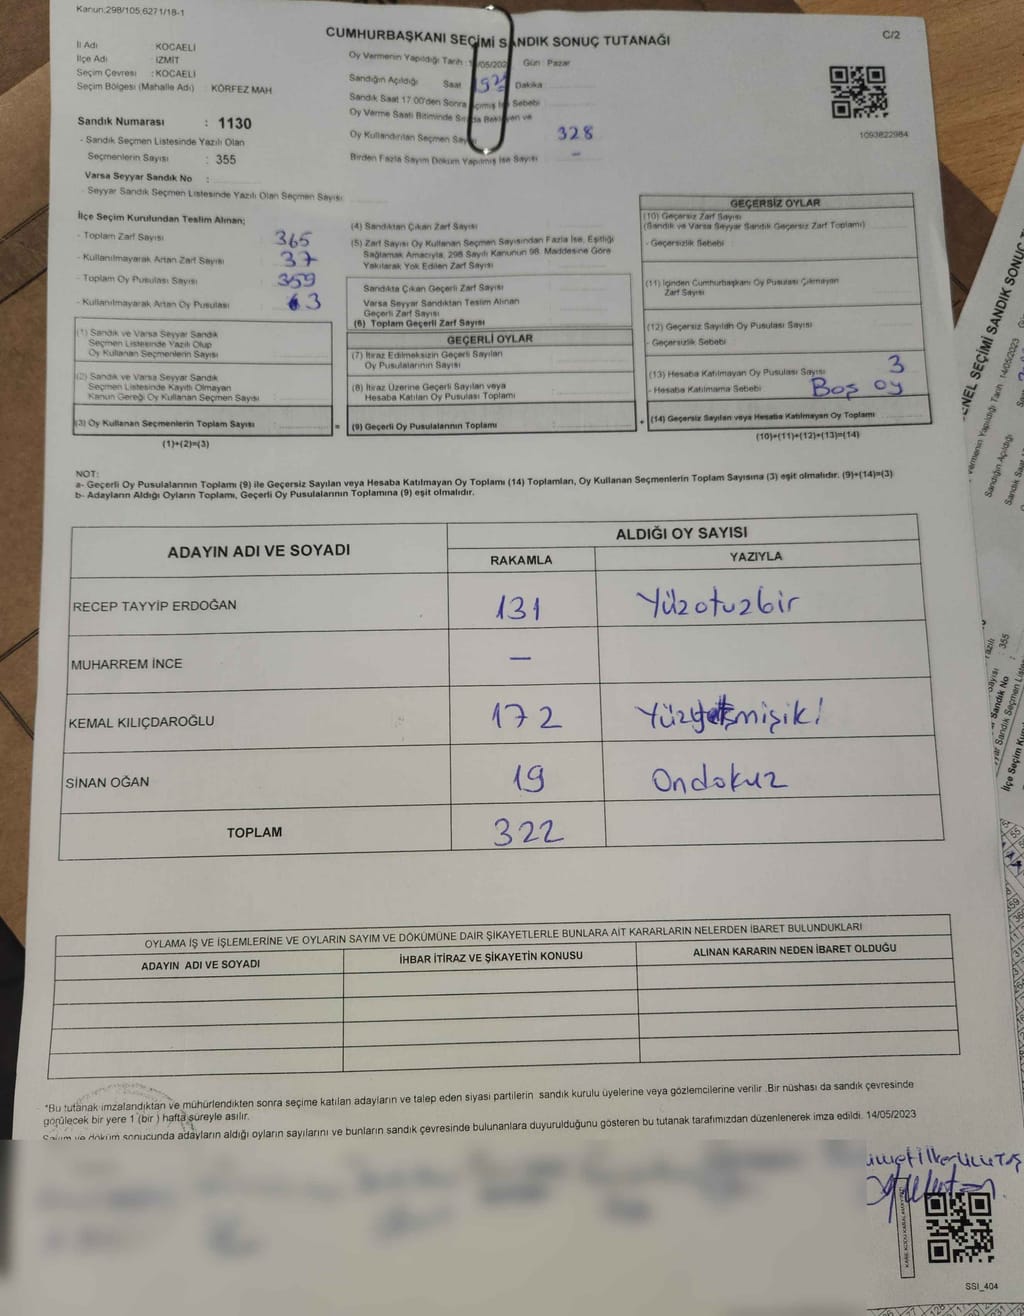 Kanun:298/105,6271/18-1
CUMHURBAŞKANI SEÇİMİ SANDIK SONUÇ TUTANAĞI
C/2
İl Adı : KOCAELİ
İlçe Adı : İZMİT
Seçim Çevresi : KOCAELİ
Seçim Bölgesi (Mahalle Adı) : KÖRFEZ MAH
Sandık Numarası : 1130
- Sandık Seçmen Listesinde Yazılı Olan
Seçmenlerin Sayısı : 355
Varsa Seyyar Sandık No :
- Seyyar Sandık Seçmen Listesinde Yazılı Olan Seçmen Sayısı:
Oy Vermenin Yapıldığı Tarih : /05/202 Gün : Pazar
Sandığın Açıldığı Saat Dakika
Sandık Saat 17:00'den Sonra Sebebi
Oy Verme Saati Bitiminde ve
Oy Kullandırılan Seçmen 328
Birden Fazla Sayım Döküm Yapılmış İse Sayısı –
1093822984
İlçe Seçim Kurulundan Teslim Alınan;
- Toplam Zarf Sayısı 365
- Kullanılmayarak Artan Zarf Sayısı 37
- Toplam Oy Pusulası Sayısı 359
- Kullanılmayarak Artan Oy Pusulası 63
(1) Sandık ve Varsa Seyyar Sandık
Seçmen Listesinde Yazılı Olup
Oy Kullanan Seçmenlerin Sayısı
(2) Sandık ve Varsa Seyyar Sandık
Seçmen Listesinde Kayıtlı Olmayan
Kanun Gereği Oy Kullanan Seçmen Sayısı
(3) Oy Kullanan Seçmenlerin Toplam Sayısı =
(1)+(2)=(3)
(4) Sandıktan Çıkan Zarf Sayısı
(5) Zarf Sayısı Oy Kullanan Seçmen Sayısından Fazla İse, Eşitliği
Sağlamak Amacıyla, 298 Sayılı Kanunun 98. Maddesine Göre
Yakılarak Yok Edilen Zarf Sayısı
Sandıkta Çıkan Geçerli Zarf Sayısı
Varsa Seyyar Sandıktan Teslim Alınan
Geçerli Zarf Sayısı
(6) Toplam Geçerli Zarf Sayısı
GEÇERLİ OYLAR
(7) İtiraz Edilmeksizin Geçerli Sayılan
Oy Pusulasının Sayısı
(8) İtiraz Üzerine Geçerli Sayılan veya
Hesaba Katılan Oy Pusulası Toplamı
(9) Geçerli Oy Pusulalarının Toplamı +
GEÇERSİZ OYLAR
(10) Geçersiz Zarf Sayısı
(Sandık ve Varsa Seyyar Sandık Geçersiz Zarf Toplamı)
- Geçersizlik Sebebi
(11) İçinden Cumhurbaşkanı Oy Pusulası Çıkmayan
Zarf Sayısı
(12) Geçersiz Sayılan Oy Pusulası Sayısı
- Geçersizlik Sebebi
(13) Hesaba Katılmayan Oy Pusulası Sayısı 3
- Hesaba Katılmama Sebebi Boş oy
(14) Geçersiz Sayılan veya Hesaba Katılmayan Oy Toplamı
(10)+(11)+(12)+(13)=(14)
NOT:
a- Geçerli Oy Pusulalarının Toplamı (9) ile Geçersiz Sayılan veya Hesaba Katılmayan Oy Toplamı (14) Toplamları, Oy Kullanan Seçmenlerin Toplam Sayısına (3) eşit olmalıdır. (9)+(14)=(3)
b- Adayların Aldığı Oyların Toplamı, Geçerli Oy Pusulalarının Toplamına (9) eşit olmalıdır.
ADAYIN ADI VE SOYADI
ALDIĞI OY SAYISI
RAKAMLA YAZIYLA
RECEP TAYYİP ERDOĞAN 131 Yüzotuzbir
MUHARREM İNCE —
KEMAL KILIÇDAROĞLU 172 Yüzyetmişiki
SİNAN OĞAN 19 Ondokuz
TOPLAM 322
OYLAMA İŞ VE İŞLEMLERİNE VE OYLARIN SAYIM VE DÖKÜMÜNE DAİR ŞİKAYETLERLE BUNLARA AİT KARARLARIN NELERDEN İBARET BULUNDUKLARI
ADAYIN ADI VE SOYADI
İHBAR İTİRAZ VE ŞİKAYETİN KONUSU
ALINAN KARARIN NEDEN İBARET OLDUĞU
*Bu tutanak imzalandıktan ve mühürlendikten sonra seçime katılan adayların ve talep eden siyasi partilerin sandık kurulu üyelerine veya gözlemcilerine verilir .Bir nüshası da sandık çevresinde
görülecek bir yere 1 (bir ) hafta süreyle asılır.
Sayım ve döküm sonucunda adayların aldığı oyların sayılarını ve bunların sandık çevresinde bulunanlara duyurulduğunu gösteren bu tutanak tarafımızdan düzenlenerek imza edildi. 14/05/2023
SSI_404
NEL SEÇİMİ SANDIK SONUÇ
Vermenin Yapıldığı Tarih 14/05/2023
Sandığın Açıldığı
: 355
Sandık No